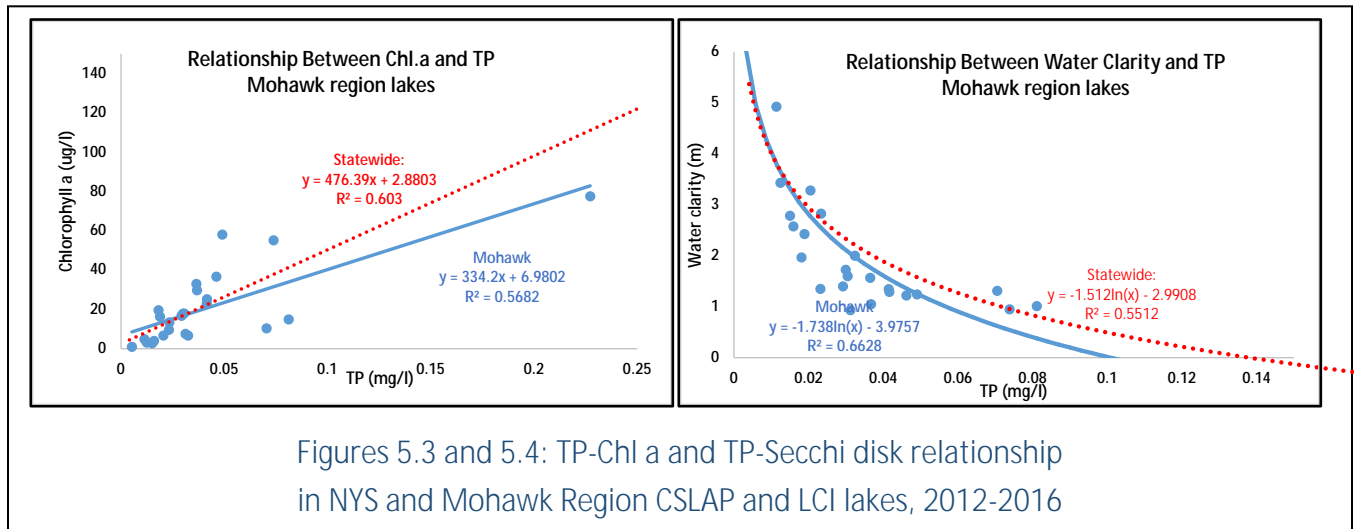 Relationship Between Chl.a and TP
Mohawk region lakes
Chlorophyll a (ug/l)
140
120
100
80
60
40
20
0
Statewide:
y = 476.39x + 2.8803
R² = 0.603
Mohawk
y = 334.2x + 6.9802
R² = 0.5682
0
0.05
0.1
0.15
0.2
0.25
TP (mg/l)
Relationship Between Water Clarity and TP
Mohawk region lakes
Water clarity (m)
6
5
4
3
2
1
0
Statewide:
y = -1.512ln(x) - 2.9908
R² = 0.5512
Mohawk
y = -1.738ln(x) - 3.9757
R² = 0.6628
0
0.02
0.04
0.06
0.08
0.1
0.12
0.14
TP (mg/l)
Figures 5.3 and 5.4: TP-Chl a and TP-Secchi disk relationship
in NYS and Mohawk Region CSLAP and LCI lakes, 2012-2016